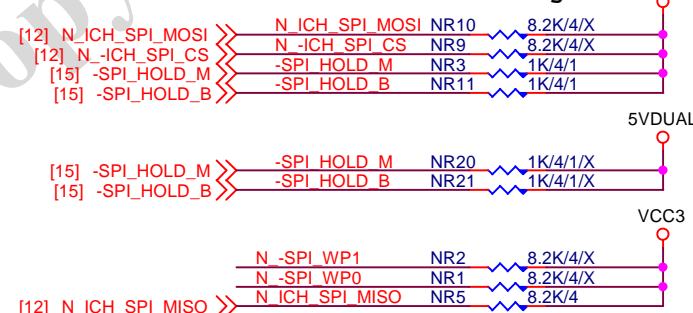 [12] N_ICH_SPI_MOSI N_ICH_SPI_MOSI NR10 8.2K/4/X
[12] N_-ICH_SPI_CS N_-ICH_SPI_CS NR9 8.2K/4/X
[15] -SPI_HOLD_M -SPI_HOLD_M NR3 1K/4/1
[15] -SPI_HOLD_B -SPI_HOLD_B NR11 1K/4/1
5VDUAL
[15] -SPI_HOLD_M -SPI_HOLD_M NR20 1K/4/1/X
[15] -SPI_HOLD_B -SPI_HOLD_B NR21 1K/4/1/X
VCC3
N_-SPI_WP1 NR2 8.2K/4/X
N_-SPI_WP0 NR1 8.2K/4/X
[12] N_ICH_SPI_MISO N_ICH_SPI_MISO NR5 8.2K/4